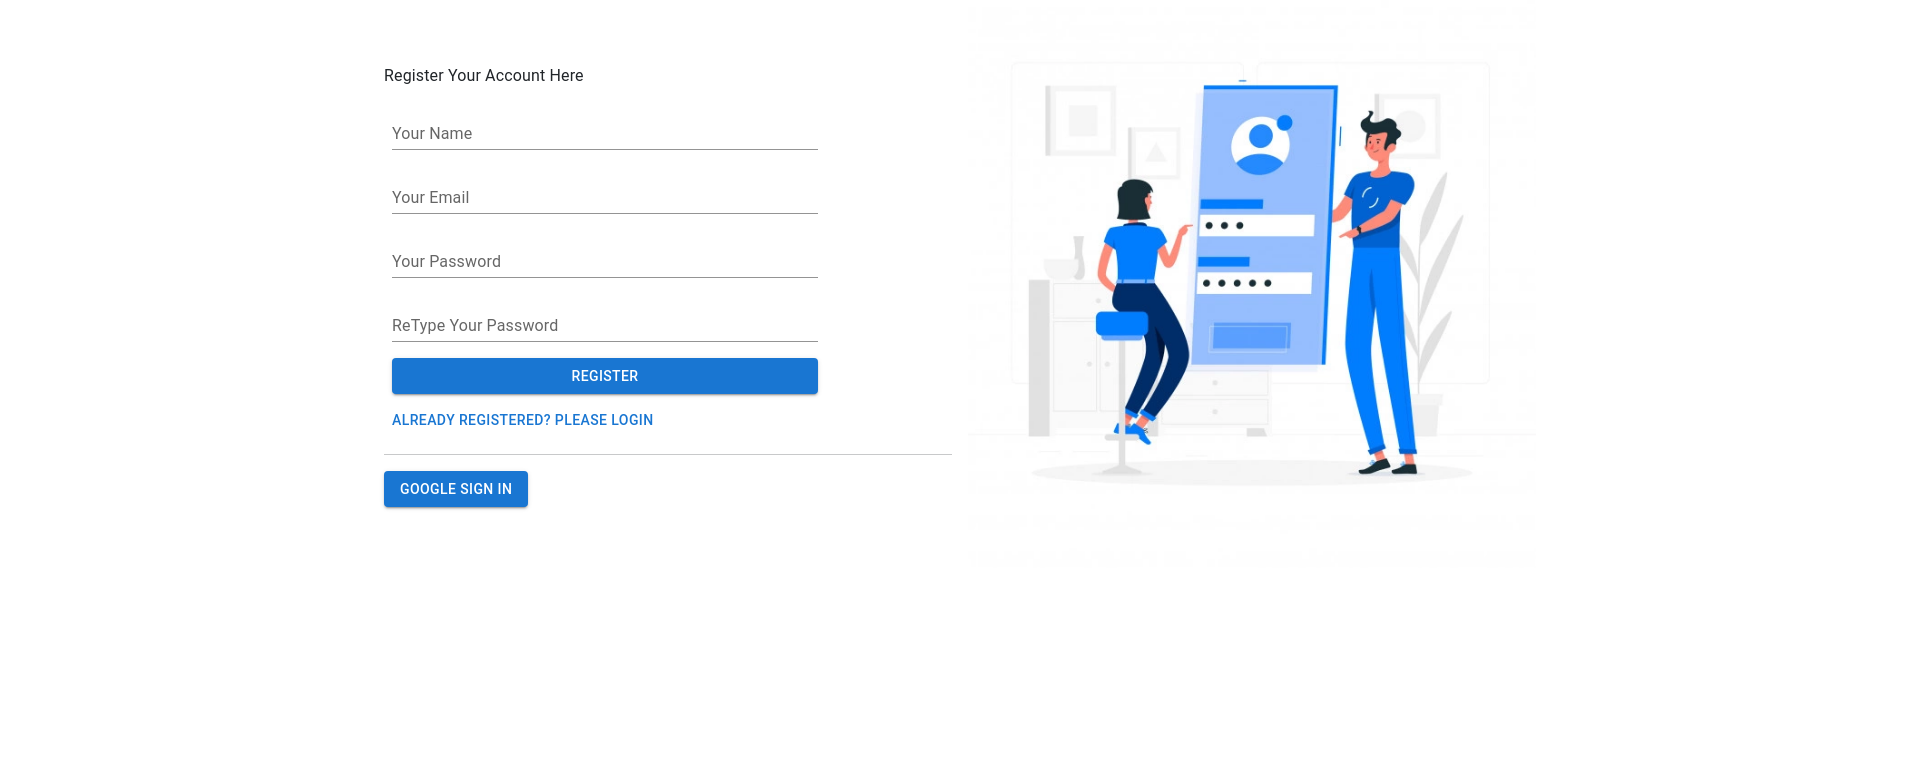 Register Your Account Here
Your Name
Your Email
Your Password
ReType Your Password
REGISTER
ALREADY REGISTERED? PLEASE LOGIN
GOOGLE SIGN IN